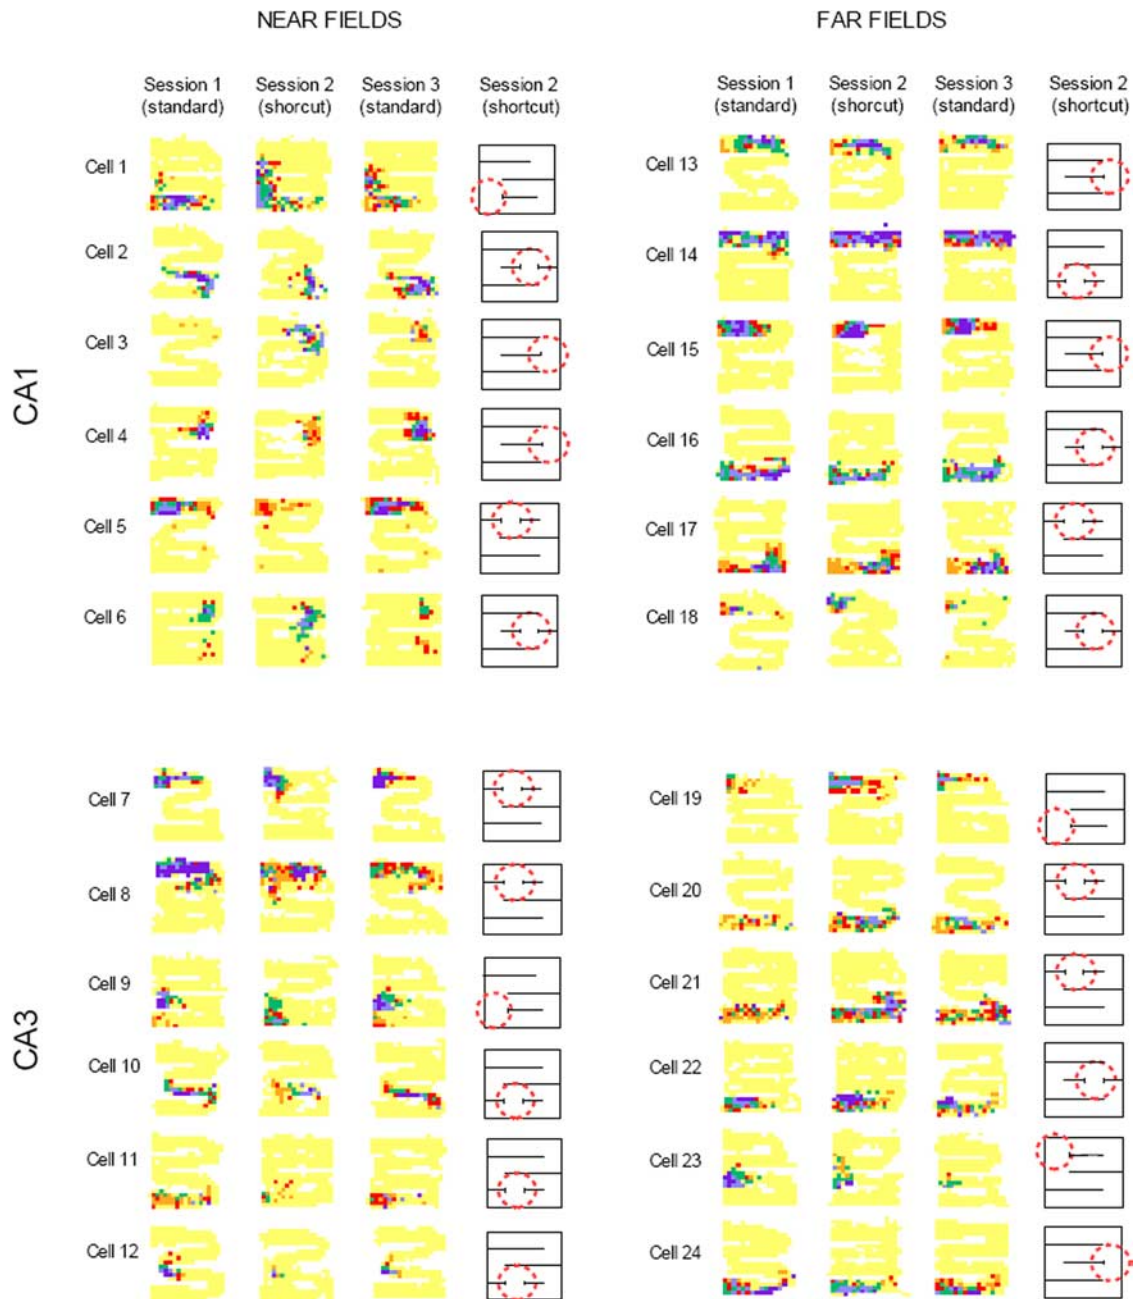 NEAR FIELDS
FAR FIELDS
Session 1 (standard)
Session 2 (shorcut)
Session 3 (standard)
Session 2 (shortcut)
Session 1 (standard)
Session 2 (shorcut)
Session 3 (standard)
Session 2 (shortcut)
CA1
Cell 1
Cell 2
Cell 3
Cell 4
Cell 5
Cell 6
Cell 13
Cell 14
Cell 15
Cell 16
Cell 17
Cell 18
CA3
Cell 7
Cell 8
Cell 9
Cell 10
Cell 11
Cell 12
Cell 19
Cell 20
Cell 21
Cell 22
Cell 23
Cell 24